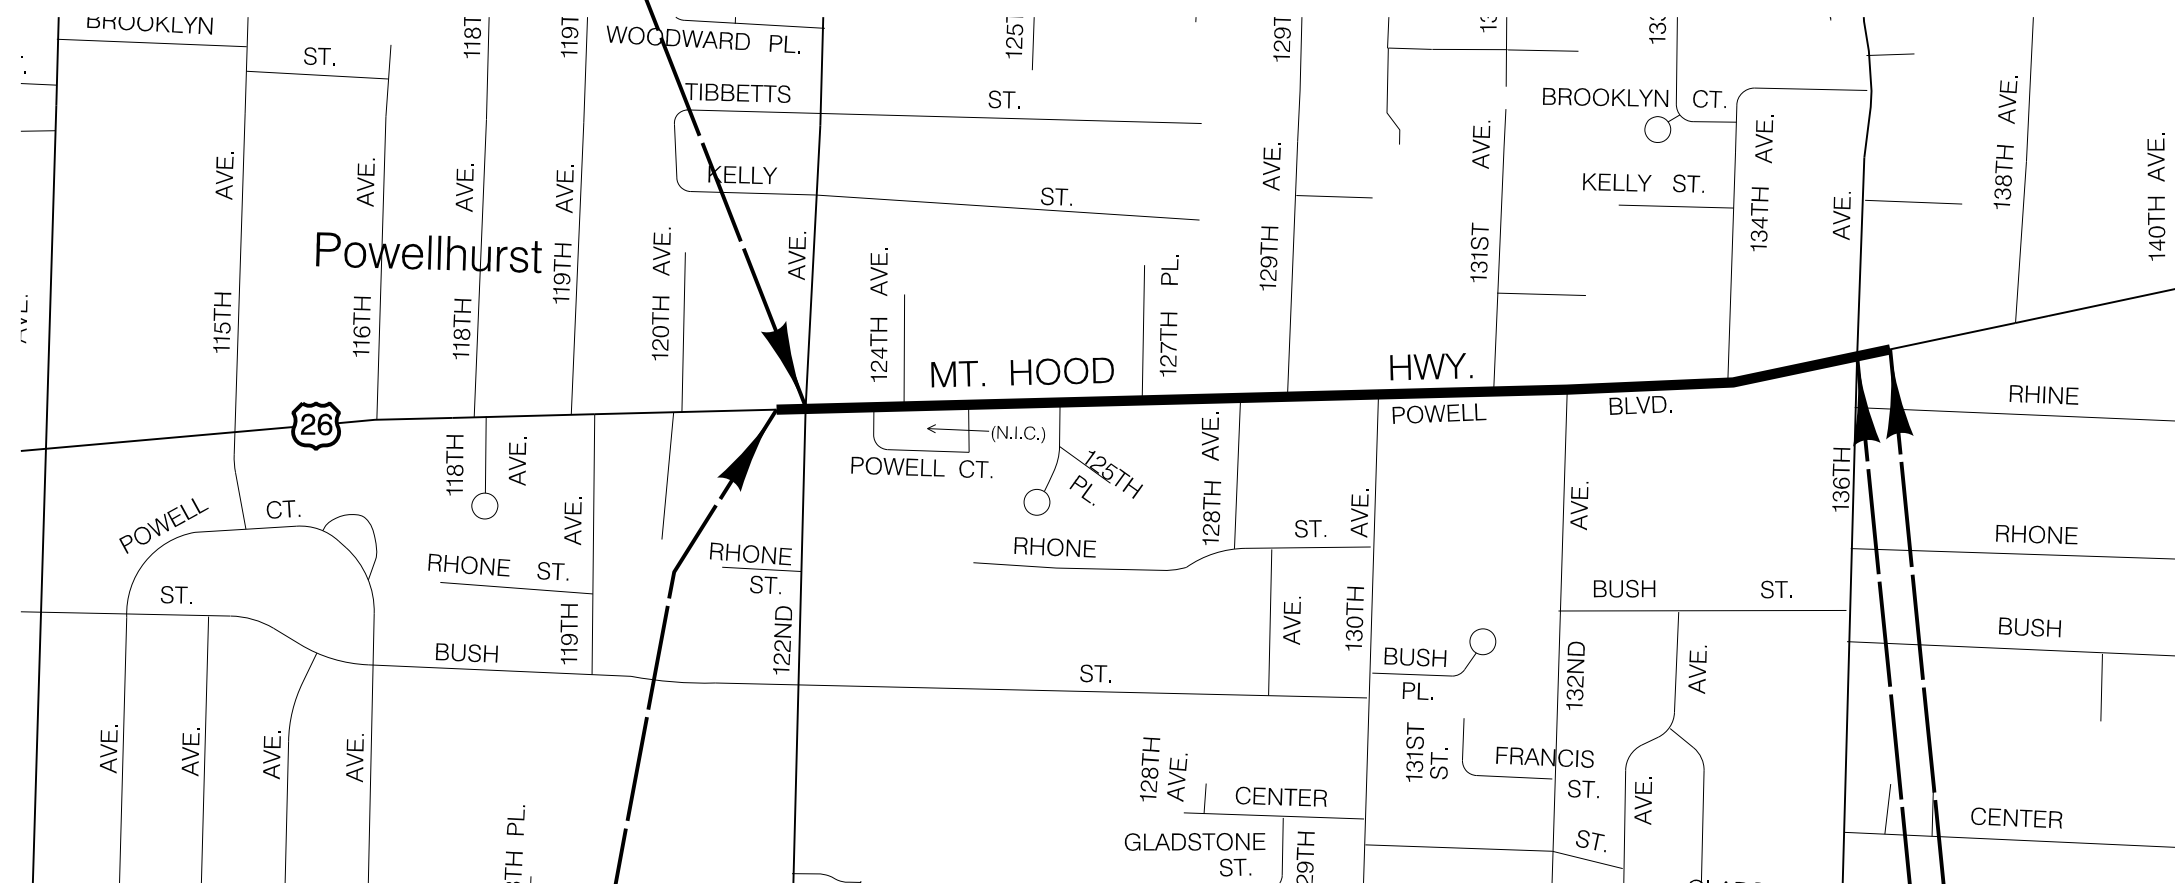 BROOKLYN
ST.
118T
119T
WOODWARD PL.
125T
129T
TIBBETTS ST.
BROOKLYN CT.
KELLY ST.
KELLY ST.
115TH AVE.
116TH AVE.
118TH AVE.
119TH AVE.
120TH AVE.
AVE.
124TH AVE.
127TH PL.
129TH AVE.
131ST AVE.
134TH AVE.
AVE.
138TH AVE.
140TH AVE.
Powellhurst
MT. HOOD HWY.
26
POWELL BLVD.
RHINE
(N.I.C.)
POWELL CT.
125TH
PL.
118TH AVE.
128TH AVE.
136TH
POWELL CT.
AVE.
AVE.
AVE.
ST.
RHONE
RHONE
RHONE
ST.
RHONE ST.
ST.
BUSH ST.
119TH
122ND
AVE.
130TH
BUSH
BUSH
ST.
BUSH
PL.
132ND
AVE.
AVE.
AVE.
AVE.
AVE.
128TH
AVE.
131ST
ST.
FRANCIS
ST.
AVE.
CENTER
CENTER
GLADSTONE
ST.
ST.